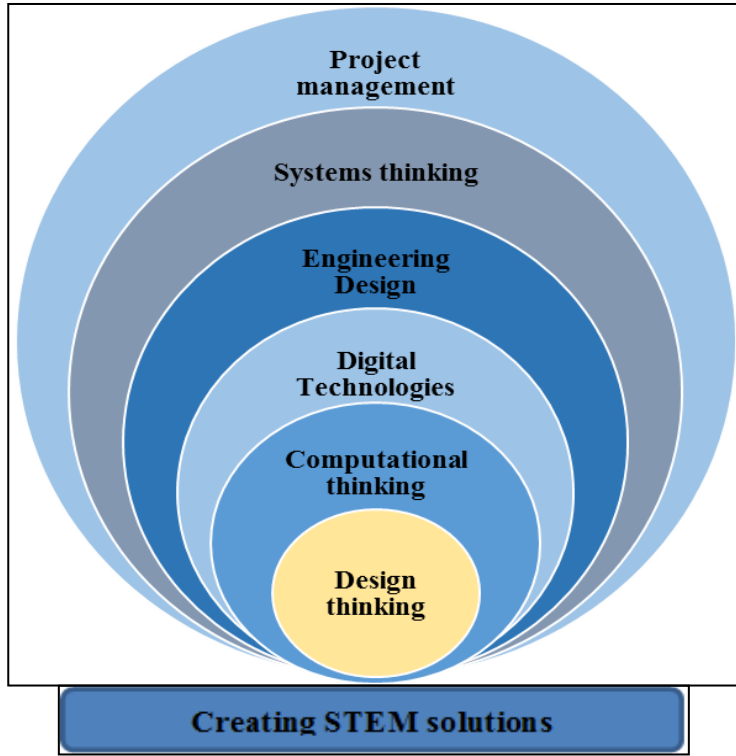 Project
management
Systems thinking
Engineering
Design
Digital
Technologies
Computational
thinking
Design
thinking
Creating STEM solutions